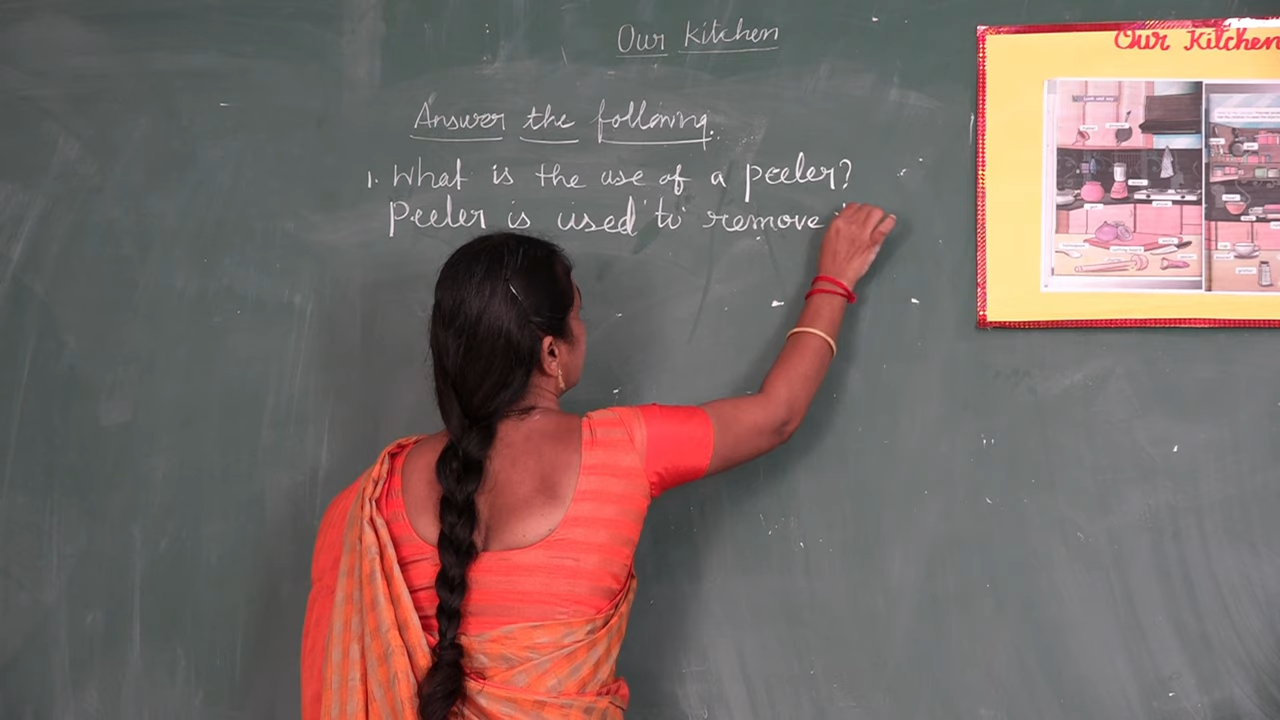 Our Kitchen
Answer the following.
1. What is the use of a peeler?
Peeler is used to remove
Our Kitchen